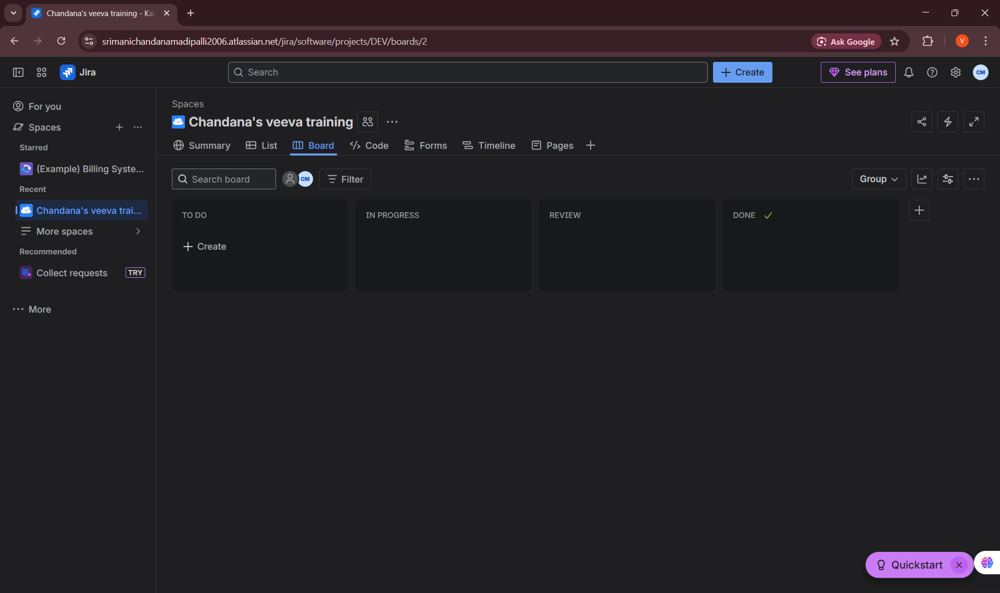 Chandana's veeva training - Ka
srimanichandanamadipalli2006.atlassian.net/jira/software/projects/DEV/boards/2
Ask Google
V
Jira
Search
Create
See plans
CM
For you
Spaces
Starred
(Example) Billing Syste...
Recent
Chandana's veeva trai...
More spaces
Recommended
Collect requests TRY
More
Spaces
Chandana's veeva training
Summary List Board Code Forms Timeline Pages
Search board CM Filter Group
TO DO IN PROGRESS REVIEW DONE
Create
Quickstart